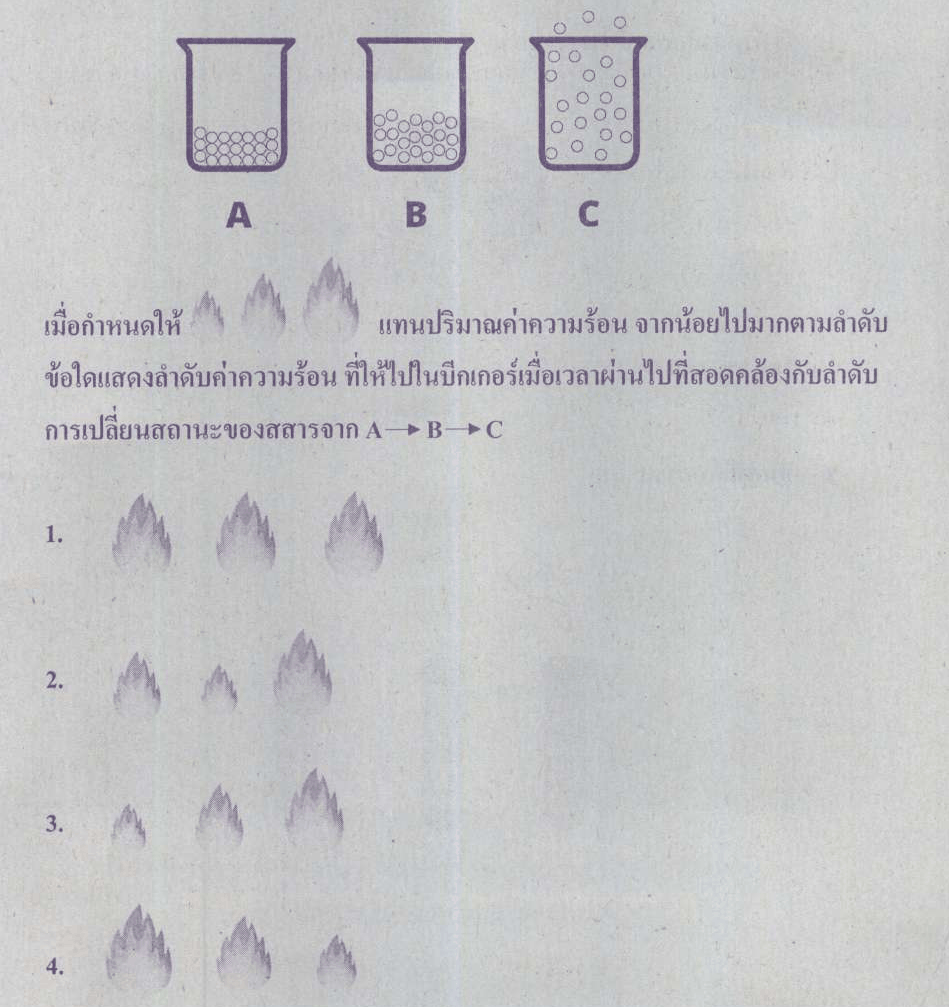 A B C
เมื่อกำหนดให้ แทนปริมาณค่าความร้อน จากน้อยไปมากตามลำดับ
ข้อใดแสดงลำดับค่าความร้อน ที่ให้ไปในบีกเกอร์เมื่อเวลาผ่านไปที่สอดคล้องกับลำดับ
การเปลี่ยนสถานะของสสารจาก A→B→C
1.
2.
3.
4.